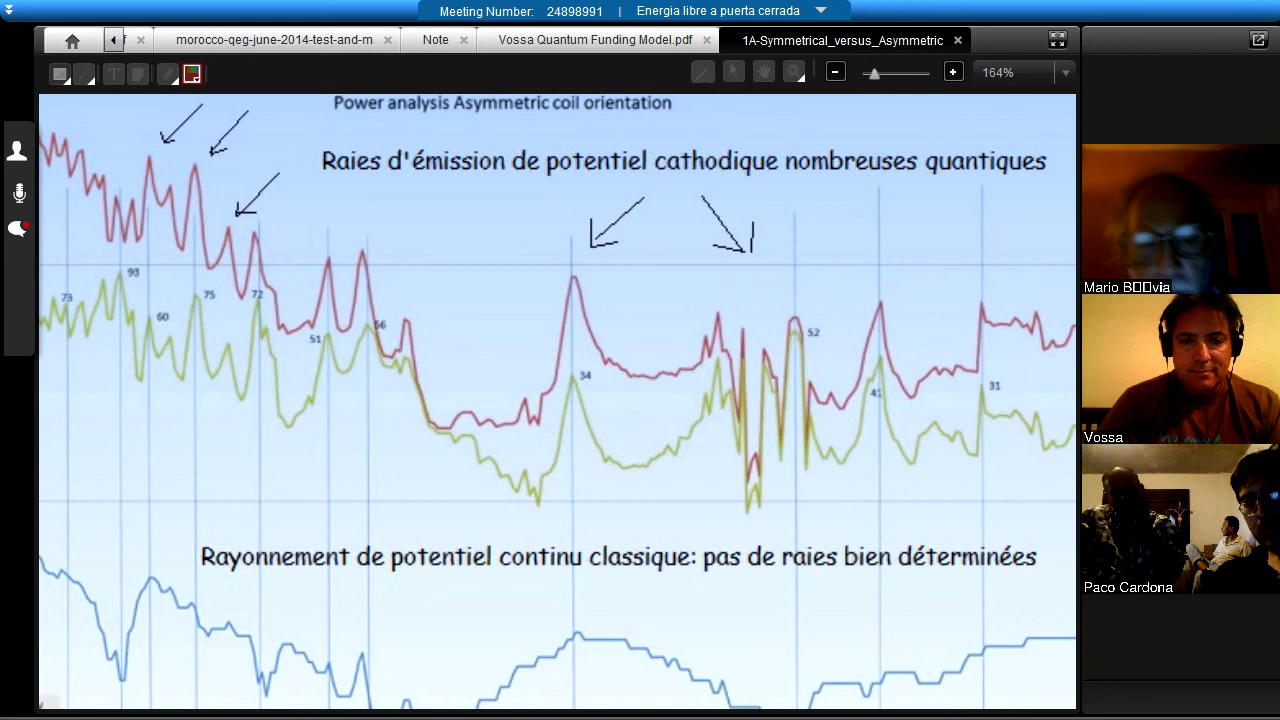 Meeting Number: 24898991 | Energia libre a puerta cerrada
f morocco-qeg-june-2014-test-and-m Note Vossa Quantum Funding Model.pdf 1A-Symmetrical_versus_Asymmetric
T 164%
Power analysis Asymmetric coil orientation
Raies d'émission de potentiel cathodique nombreuses quantiques
93
73
75
72
60
51
56
52
34
41
31
Rayonnement de potentiel continu classique: pas de raies bien déterminées
Mario B□□via
Vossa
Paco Cardona